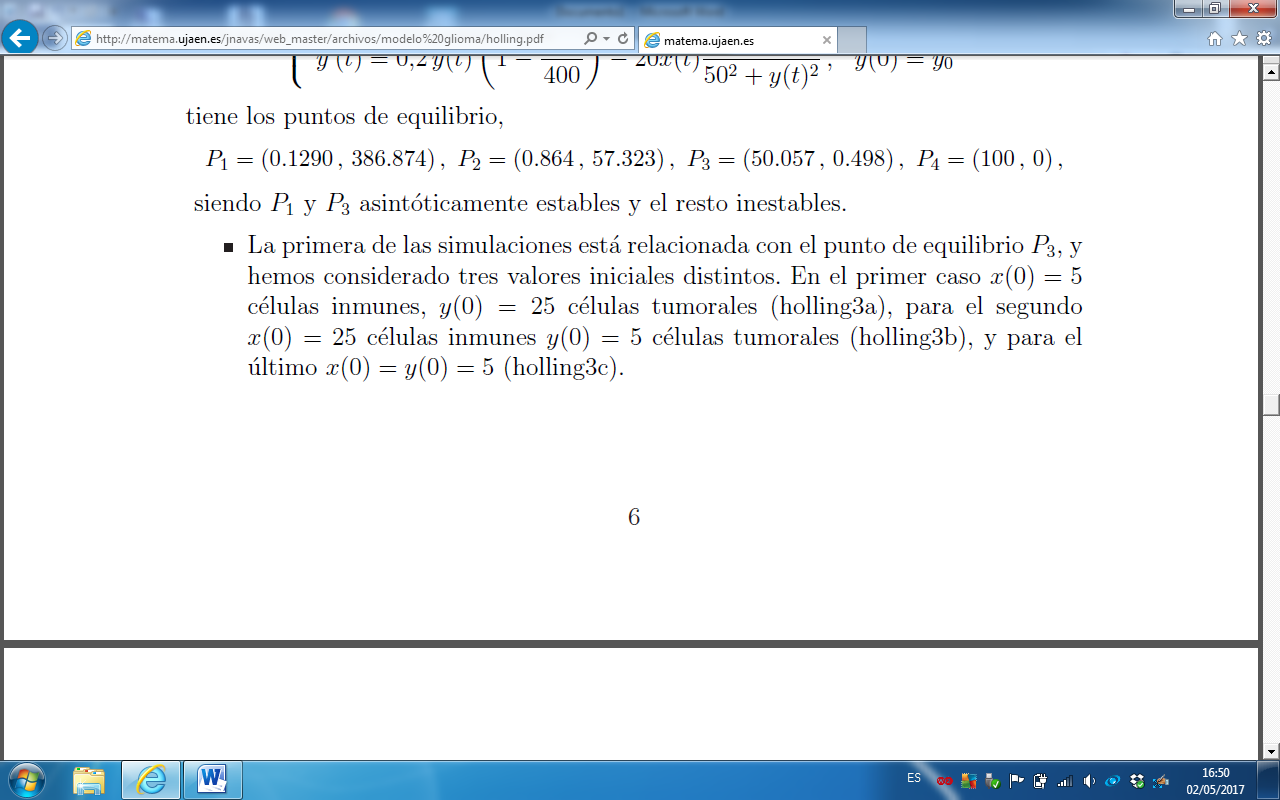 http://matema.ujaen.es/jnavas/web_master/archivos/modelo%20glioma/holling.pdf
matema.ujaen.es
y′(t) = 0,2 y(t) ( 1 − —/400 ) − 20x(t) —/50² + y(t)² , y(0) = y₀
tiene los puntos de equilibrio,
P₁ = (0.1290 , 386.874) , P₂ = (0.864 , 57.323) , P₃ = (50.057 , 0.498) , P₄ = (100 , 0) ,
siendo P₁ y P₃ asintóticamente estables y el resto inestables.
La primera de las simulaciones está relacionada con el punto de equilibrio P₃, y
hemos considerado tres valores iniciales distintos. En el primer caso x(0) = 5
células inmunes, y(0) = 25 células tumorales (holling3a), para el segundo
x(0) = 25 células inmunes y(0) = 5 células tumorales (holling3b), y para el
último x(0) = y(0) = 5 (holling3c).
6
ES
16:50
02/05/2017